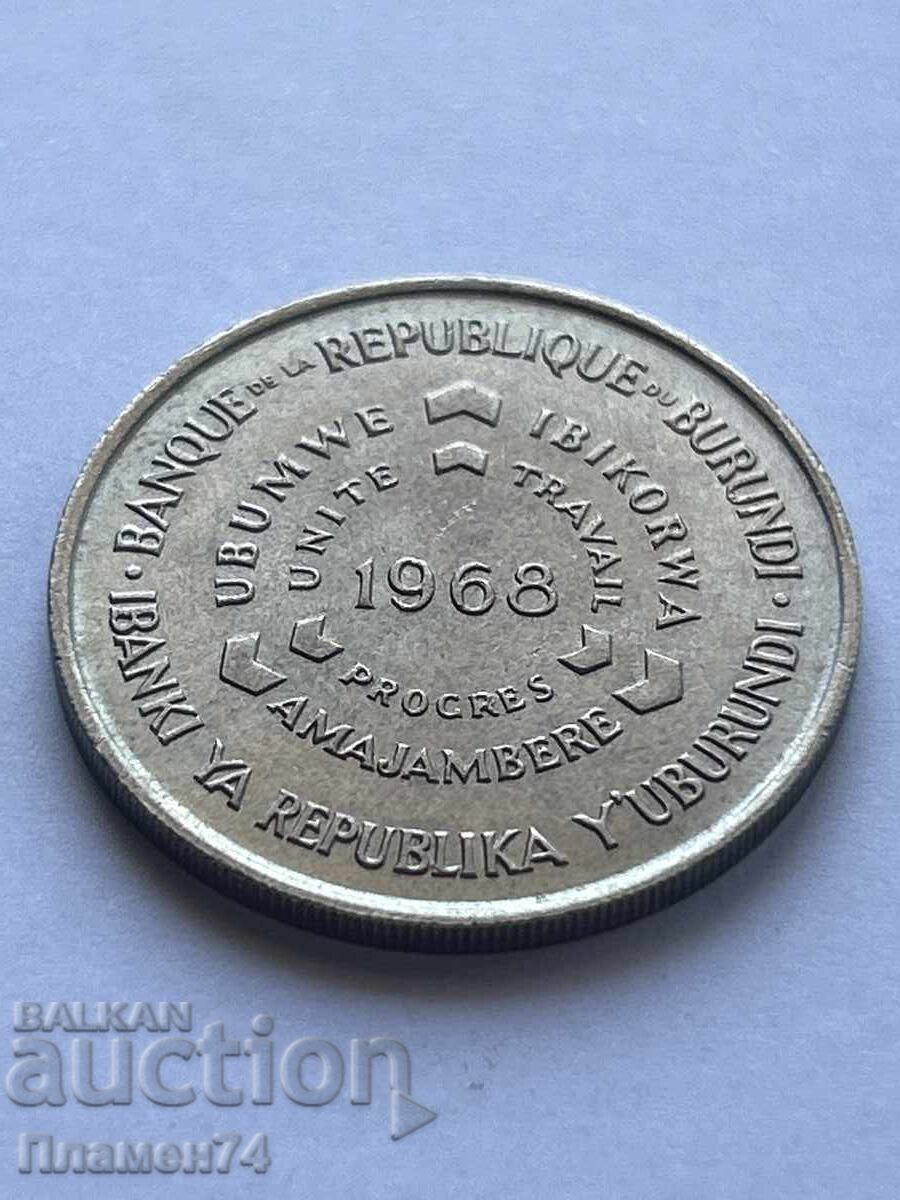 BANQUE DE LA REPUBLIQUE DU BURUNDI
· IBANKI YA REPUBLIKA Y'UBURUNDI ·
UBUMWE IBIKORWA AMAJAMBERE
UNITE TRAVAIL PROGRES
1968
BALKAN
auction
Пламен74